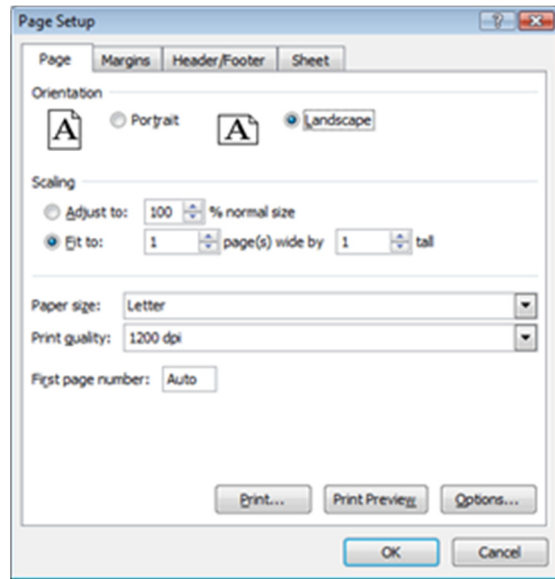 Page Setup
Page Margins Header/Footer Sheet
Orientation
A Portrait A Landscape
Scaling
Adjust to: 100 % normal size
Fit to: 1 page(s) wide by 1 tall
Paper size: Letter
Print quality: 1200 dpi
First page number: Auto
Print... Print Preview Options...
OK Cancel